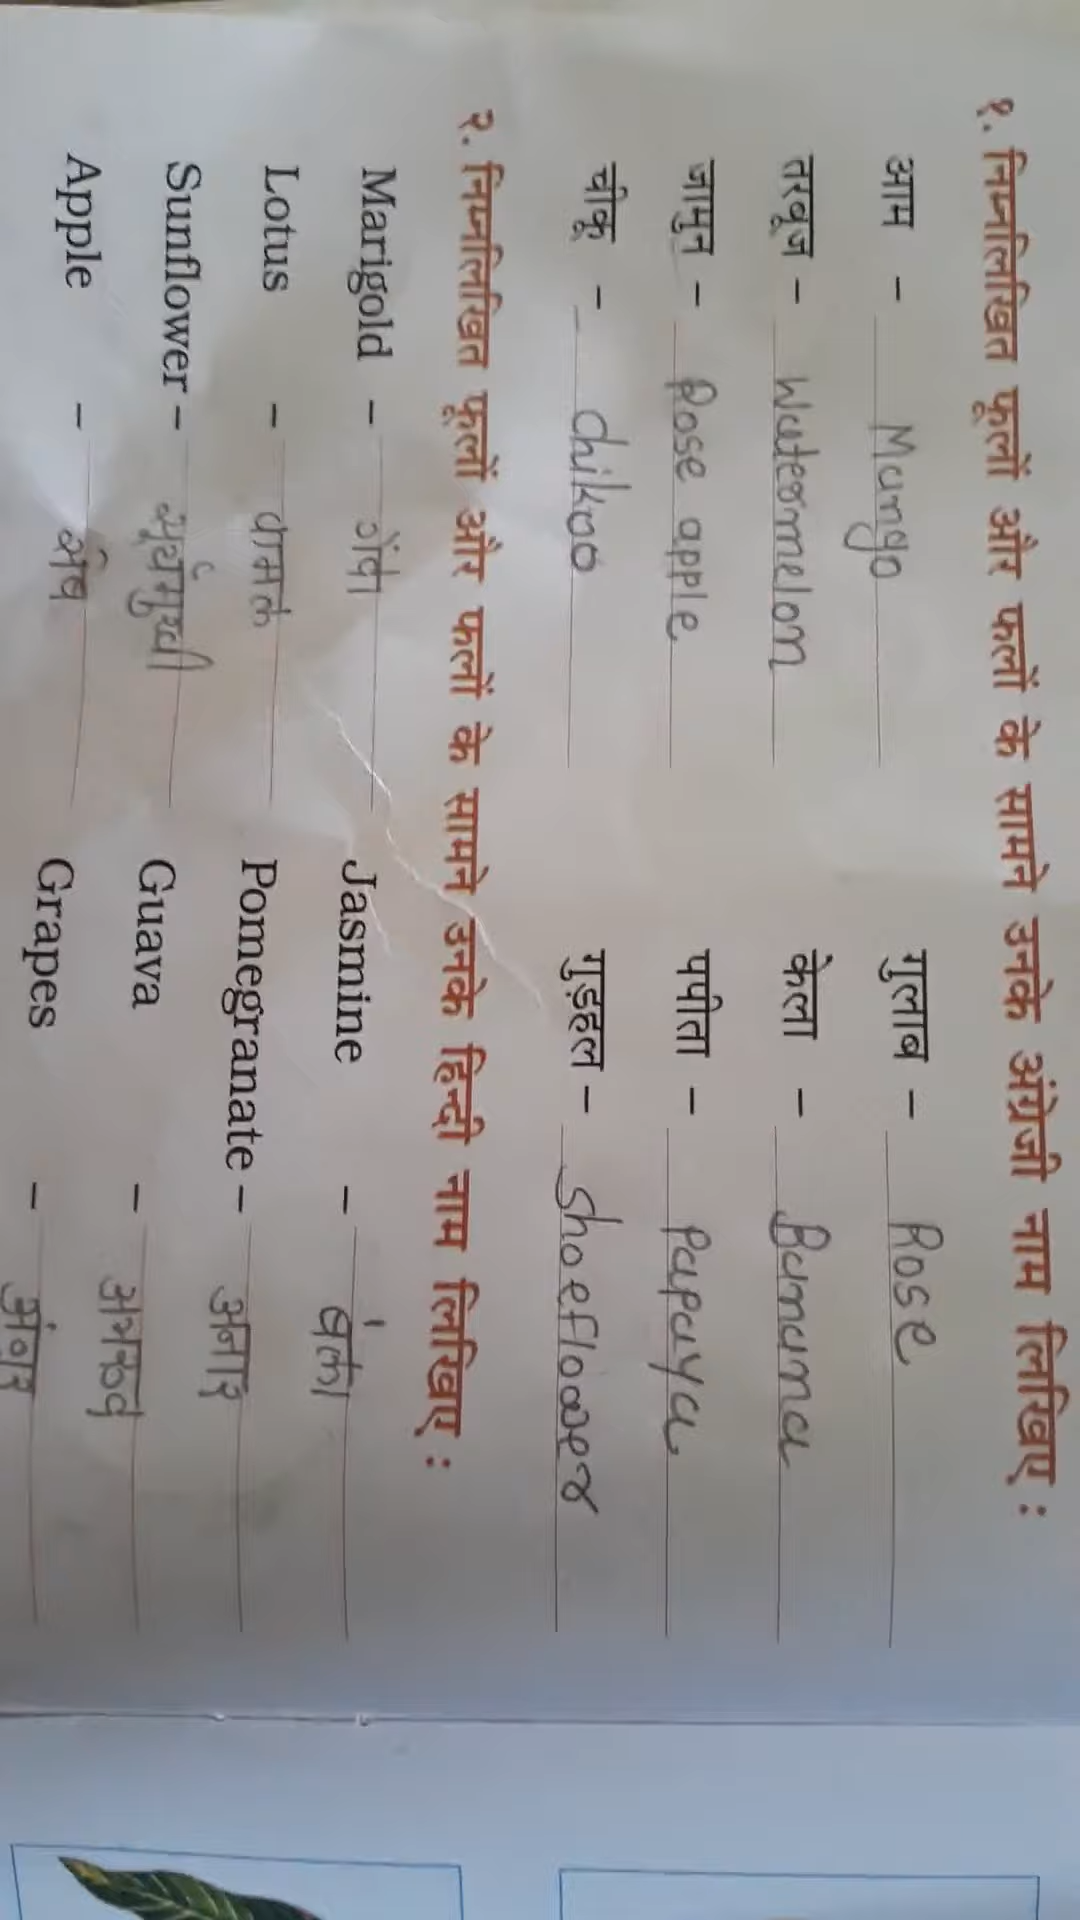 १. निम्नलिखित फूलों और फलों के सामने उनके अंग्रेजी नाम लिखिए :
आम - Mango गुलाब - Rose
तरबूज - Watermelon केला - Banana
जामुन - Rose apple पपीता - Papaya
चीकू - Chikoo गुड़हल - Shoeflower
२. निम्नलिखित फूलों और फलों के सामने उनके हिन्दी नाम लिखिए :
Marigold - गेंदा Jasmine - बेला
Lotus - कमल Pomegranate - अनार
Sunflower - सूर्यमुखी Guava - अमरूद
Apple - सेब Grapes - अंगूर